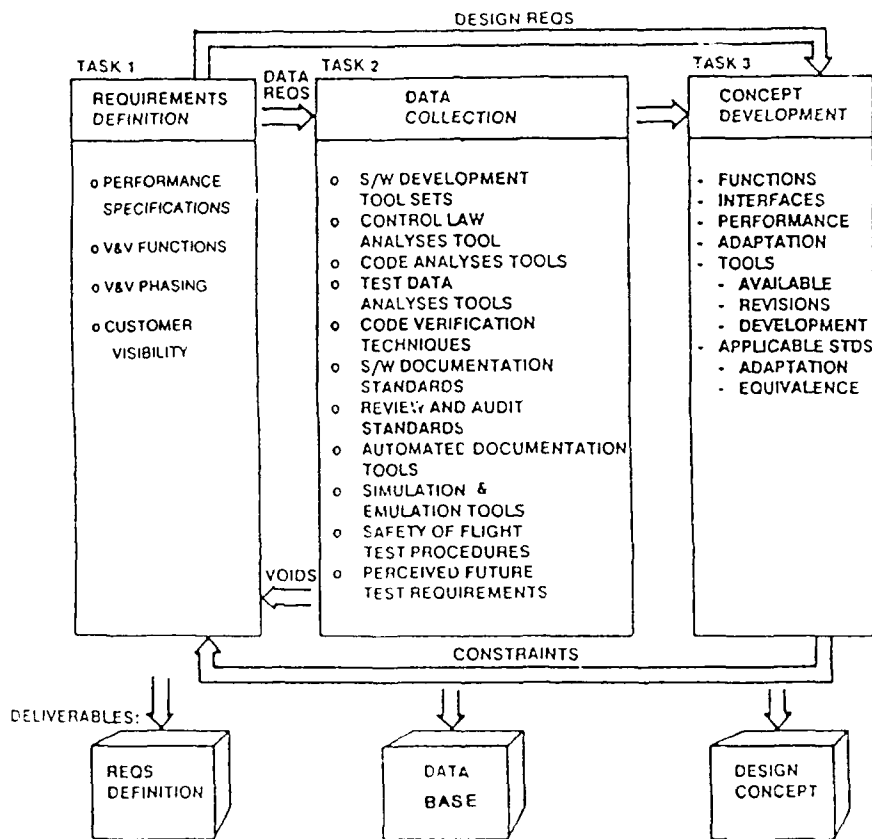 DESIGN REQS
TASK 1
DATA
REQS
TASK 2
TASK 3
REQUIREMENTS
DEFINITION
DATA
COLLECTION
CONCEPT
DEVELOPMENT
o PERFORMANCE
SPECIFICATIONS
o V&V FUNCTIONS
o V&V PHASING
o CUSTOMER
VISIBILITY
o S/W DEVELOPMENT
TOOL SETS
o CONTROL LAW
ANALYSES TOOL
o CODE ANALYSES TOOLS
o TEST DATA
ANALYSES TOOLS
o CODE VERIFICATION
TECHNIQUES
o S/W DOCUMENTATION
STANDARDS
o REVIEW AND AUDIT
STANDARDS
o AUTOMATED DOCUMENTATION
TOOLS
o SIMULATION &
EMULATION TOOLS
o SAFETY OF FLIGHT
TEST PROCEDURES
o PERCEIVED FUTURE
TEST REQUIREMENTS
- FUNCTIONS
- INTERFACES
- PERFORMANCE
- ADAPTATION
- TOOLS
- AVAILABLE
- REVISIONS
- DEVELOPMENT
- APPLICABLE STDS
- ADAPTATION
- EQUIVALENCE
VOIDS
CONSTRAINTS
DELIVERABLES:
REQS
DEFINITION
DATA
BASE
DESIGN
CONCEPT